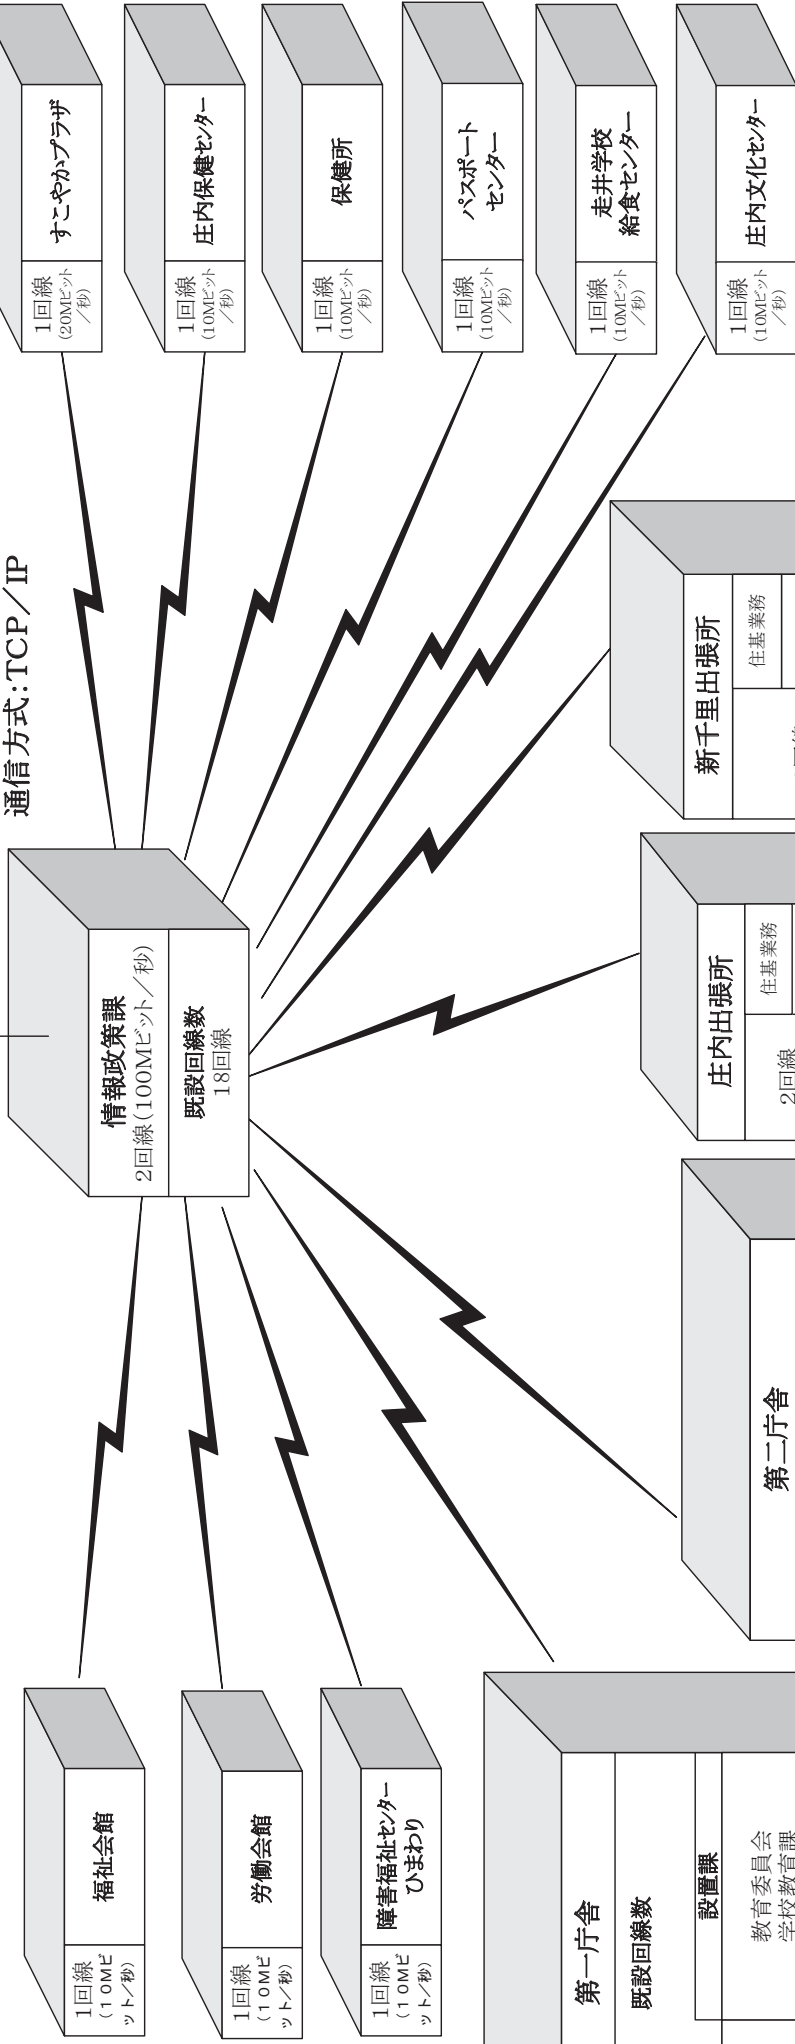 通信方式:TCP/IP
情報政策課
2回線(100Mビット/秒)
既設回線数
18回線
福祉会館
1回線
(10Mビ
ット/秒)
労働会館
1回線
(10Mビ
ット/秒)
障害福祉センター
ひまわり
1回線
(10Mビ
ット/秒)
すこやかプラザ
1回線
(20Mビット
/秒)
庄内保健センター
1回線
(10Mビット
/秒)
保健所
1回線
(10Mビット
/秒)
パスポート
センター
1回線
(10Mビット
/秒)
走井学校
給食センター
1回線
(10Mビット
/秒)
庄内文化センター
1回線
(10Mビット
/秒)
第一庁舎
既設回線数
設置課
教育委員会
学校教育課
第二庁舎
庄内出張所
住基業務
2回線
新千里出張所
住基業務